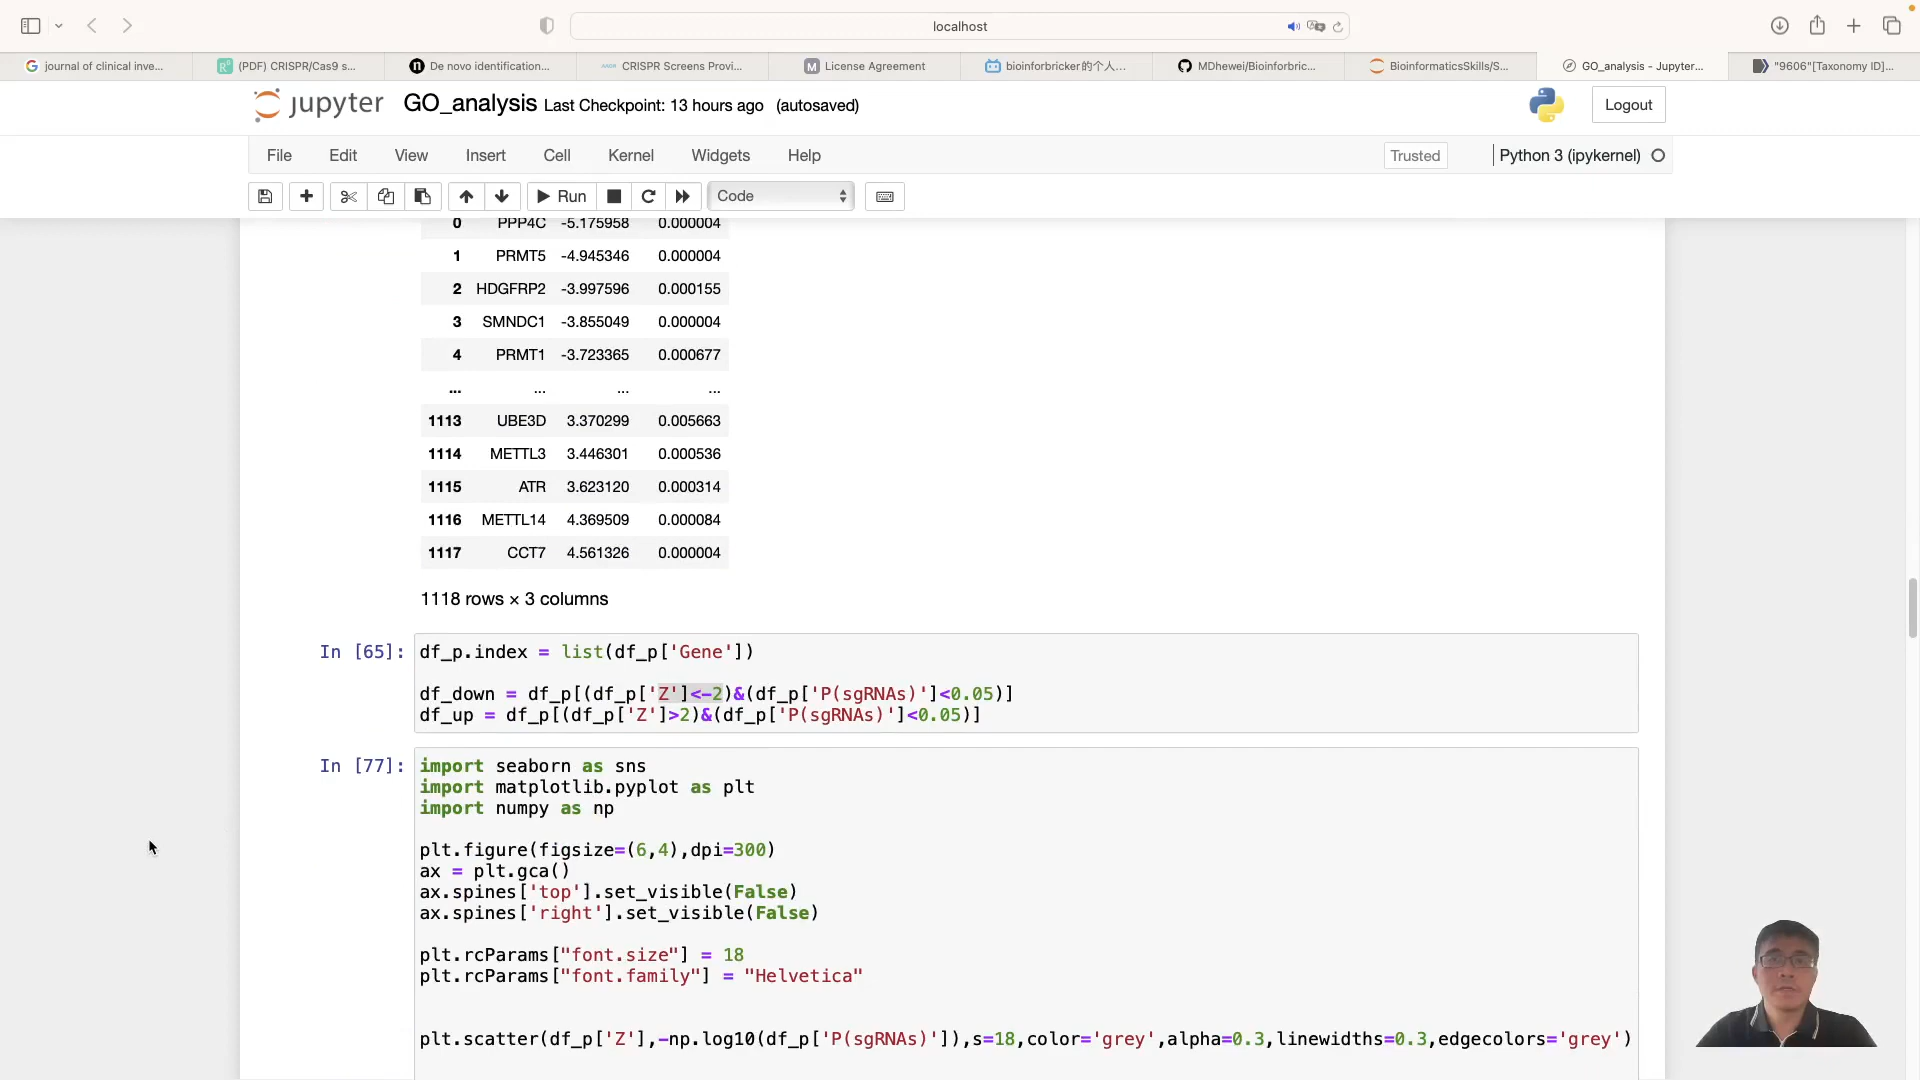 localhost
journal of clinical inve...
(PDF) CRISPR/Cas9 s...
De novo identification...
CRISPR Screens Provi...
License Agreement
bioinforbricker的个人...
MDhewei/Bioinforbric...
BioinformaticsSkills/S...
GO_analysis - Jupyter...
"9606"[Taxonomy ID]...
jupyter GO_analysis Last Checkpoint: 13 hours ago (autosaved)
Logout
File Edit View Insert Cell Kernel Widgets Help
Trusted
Python 3 (ipykernel)
Run
Code
0 PPP4C -5.175958 0.000004
1 PRMT5 -4.945346 0.000004
2 HDGFRP2 -3.997596 0.000155
3 SMNDC1 -3.855049 0.000004
4 PRMT1 -3.723365 0.000677
... ... ... ...
1113 UBE3D 3.370299 0.005663
1114 METTL3 3.446301 0.000536
1115 ATR 3.623120 0.000314
1116 METTL14 4.369509 0.000084
1117 CCT7 4.561326 0.000004
1118 rows × 3 columns
In [65]: df_p.index = list(df_p['Gene'])
df_down = df_p[(df_p['Z']<-2)&(df_p['P(sgRNAs)']<0.05)]
df_up = df_p[(df_p['Z']>2)&(df_p['P(sgRNAs)']<0.05)]
In [77]: import seaborn as sns
import matplotlib.pyplot as plt
import numpy as np
plt.figure(figsize=(6,4),dpi=300)
ax = plt.gca()
ax.spines['top'].set_visible(False)
ax.spines['right'].set_visible(False)
plt.rcParams["font.size"] = 18
plt.rcParams["font.family"] = "Helvetica"
plt.scatter(df_p['Z'],-np.log10(df_p['P(sgRNAs)']),s=18,color='grey',alpha=0.3,linewidths=0.3,edgecolors='grey')